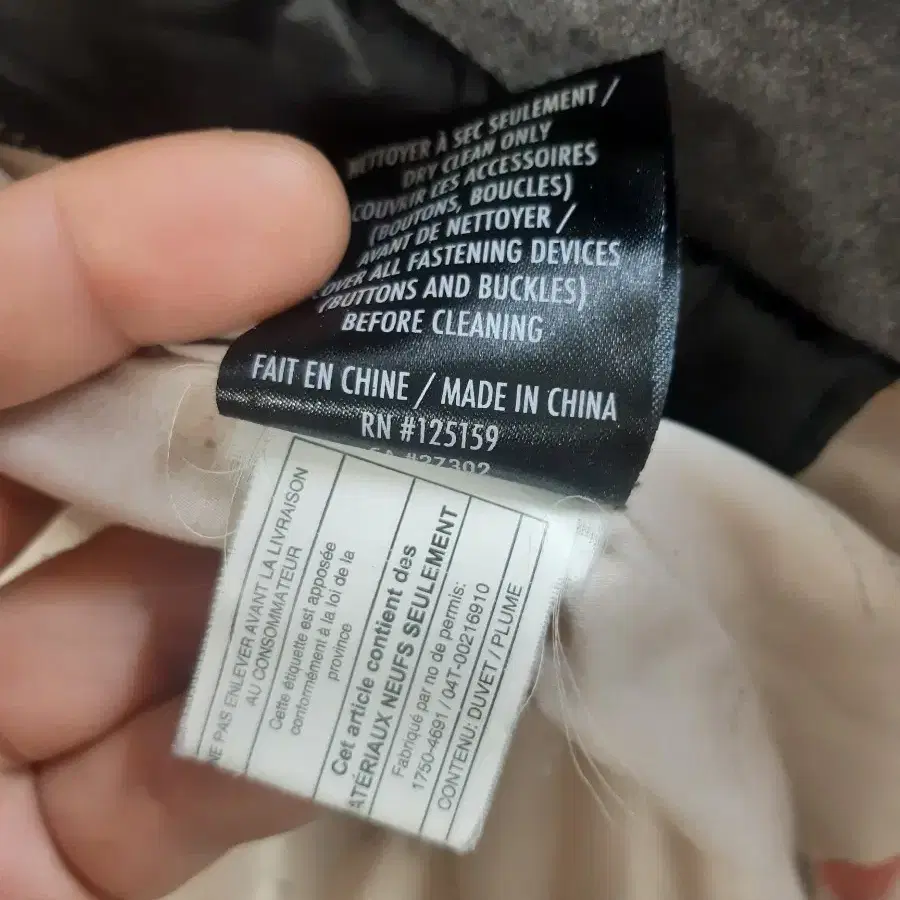 NETTOYER À SEC SEULEMENT /
DRY CLEAN ONLY
COUVRIR LES ACCESSOIRES
(BOUTONS, BOUCLES)
AVANT DE NETTOYER /
COVER ALL FASTENING DEVICES
(BUTTONS AND BUCKLES)
BEFORE CLEANING
FAIT EN CHINE / MADE IN CHINA
RN #125159
CA #27302
NE PAS ENLEVER AVANT LA LIVRAISON
AU CONSOMMATEUR
Cette étiquette est apposée
conformément à la loi de la
province
Cet article contient des
MATÉRIAUX NEUFS SEULEMENT
Fabriqué par no de permis:
1750-4691 / 04T-00216910
CONTENU: DUVET / PLUME